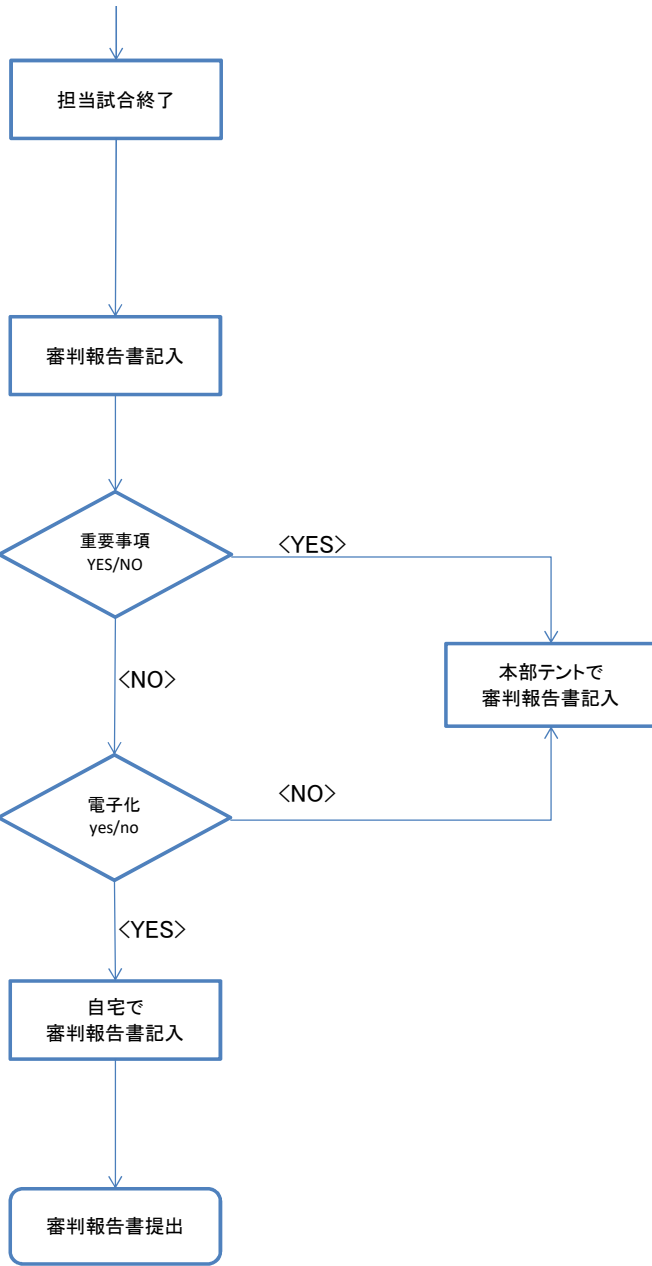 担当試合終了
審判報告書記入
重要事項
YES/NO
<YES>
<NO>
本部テントで
審判報告書記入
電子化
yes/no
<NO>
<YES>
自宅で
審判報告書記入
審判報告書提出